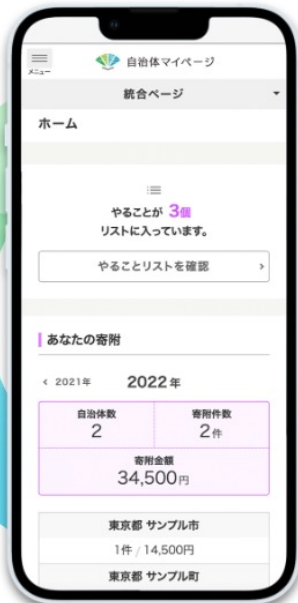 メニュー
自治体マイページ
統合ページ
ホーム
やることが 3個
リストに入っています。
やることリストを確認
あなたの寄附
2021年
2022年
自治体数
寄附件数
2
2件
寄附金額
34,500円
東京都 サンプル市
1件 / 14,500円
東京都 サンプル町